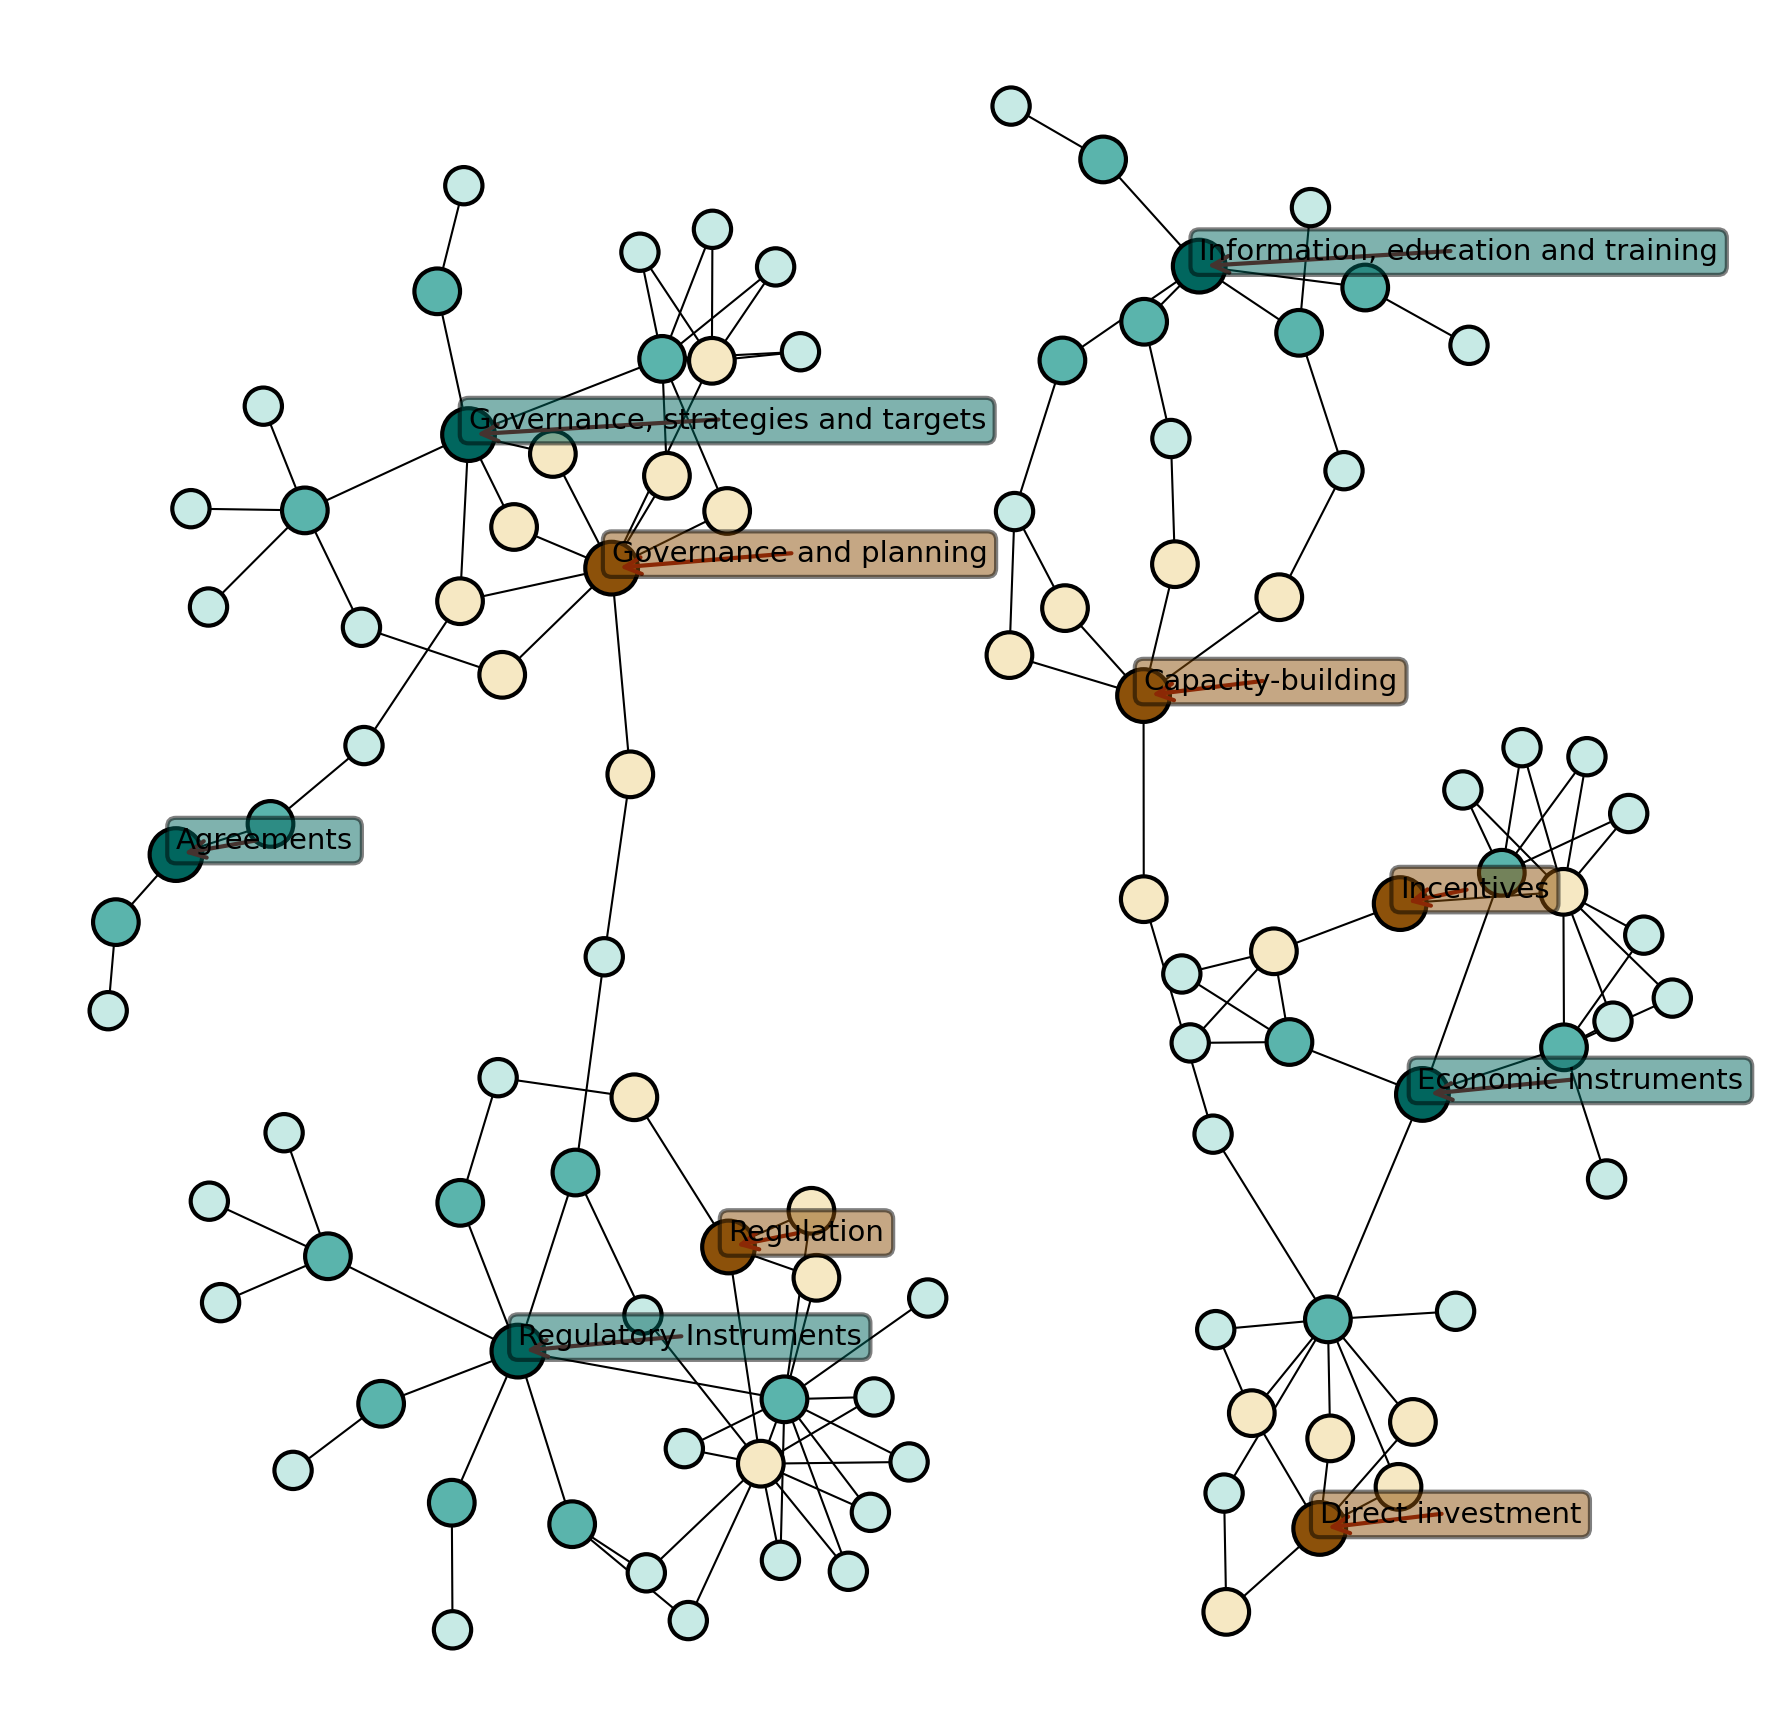 Information, education and training
Governance, strategies and targets
Governance and planning
Capacity-building
Agreements
Incentives
Economic instruments
Regulation
Regulatory Instruments
Direct investment